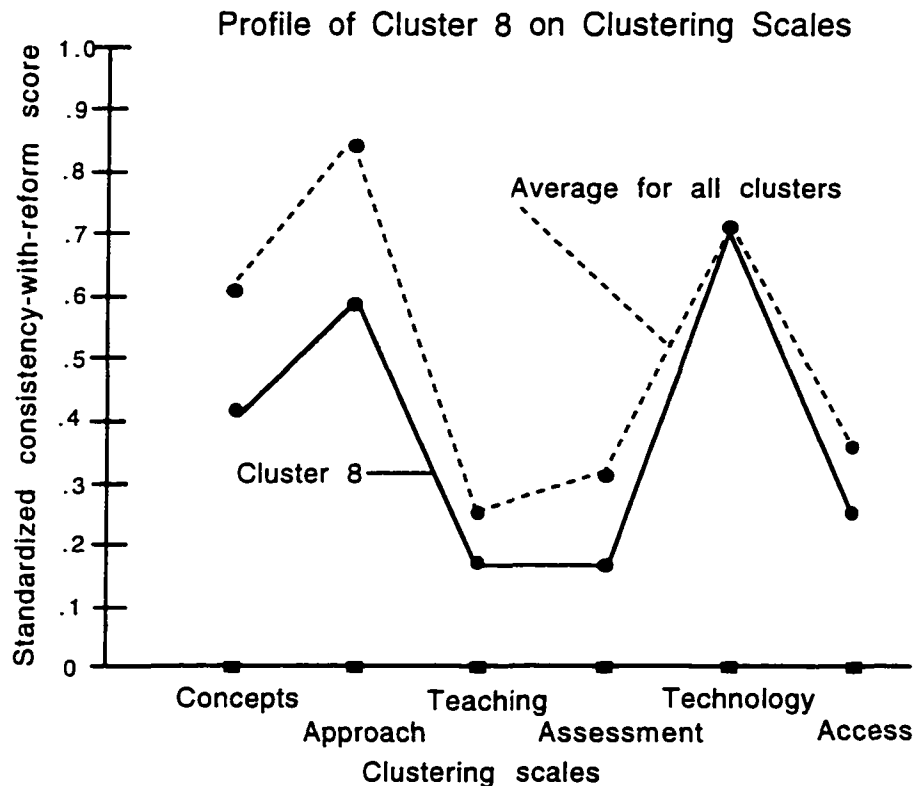 Profile of Cluster 8 on Clustering Scales
Standardized consistency-with-reform score
1.0
.9
.8
.7
.6
.5
.4
.3
.2
.1
0
Average for all clusters
Cluster 8
Concepts
Approach
Teaching
Assessment
Technology
Access
Clustering scales